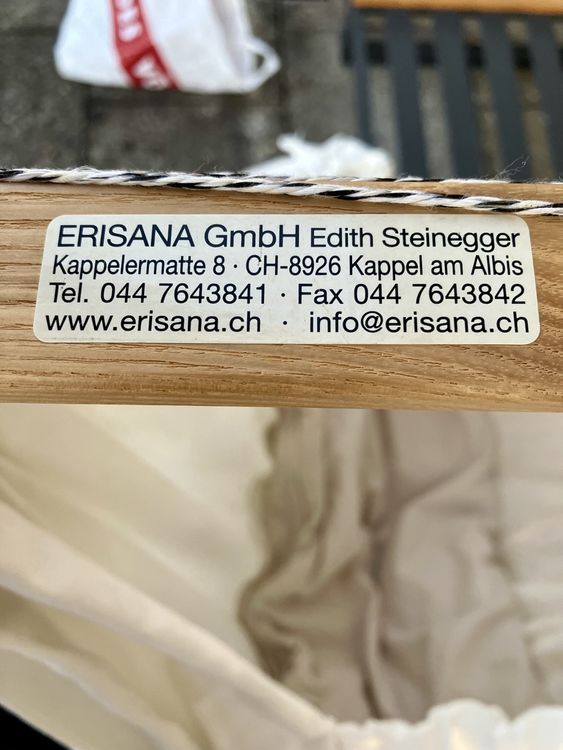 ERISANA GmbH Edith Steinegger
Kappelermatte 8 · CH-8926 Kappel am Albis
Tel. 044 7643841 · Fax 044 7643842
www.erisana.ch · info@erisana.ch